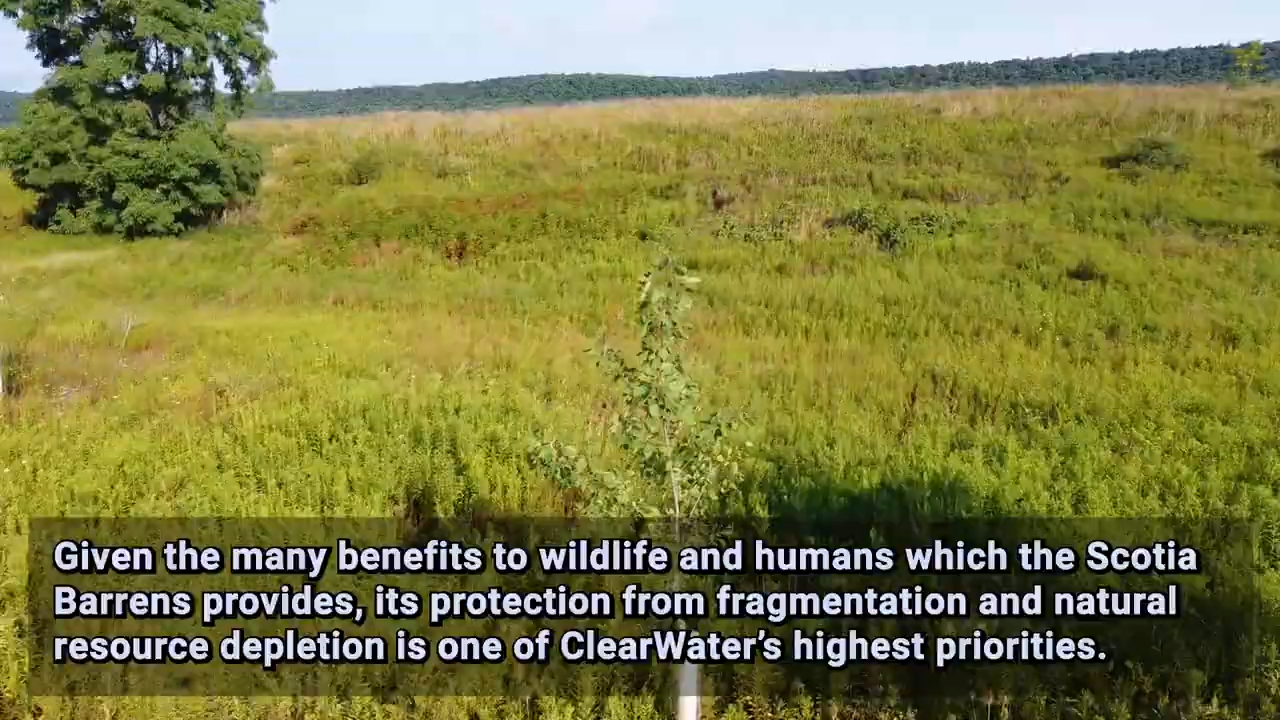 Given the many benefits to wildlife and humans which the Scotia
Barrens provides, its protection from fragmentation and natural
resource depletion is one of ClearWater’s highest priorities.